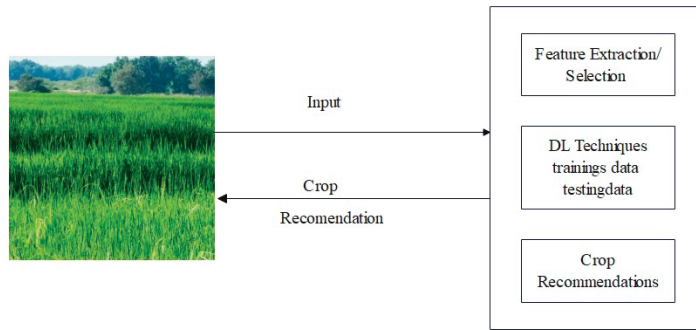 Input
Crop
Recomendation
Feature Extraction/
Selection
DL Techniques
trainings data
testingdata
Crop
Recommendations